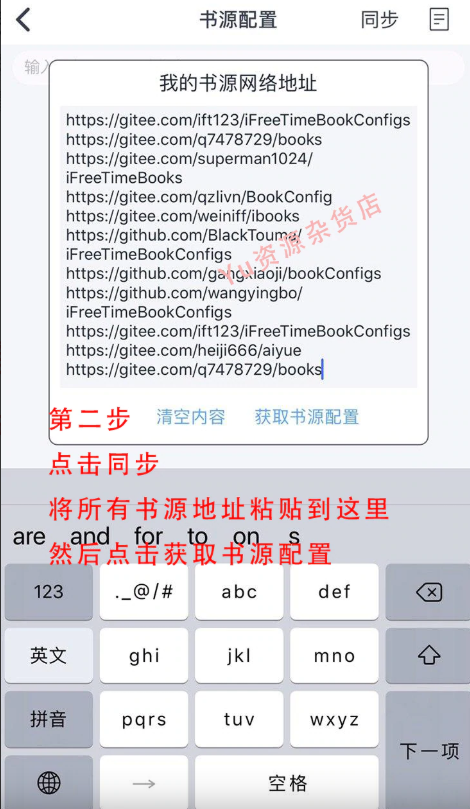 书源配置 同步
输入
我的书源网络地址
https://gitee.com/ift123/iFreeTimeBookConfigs
https://gitee.com/q7478729/books
https://gitee.com/superman1024/
iFreeTimeBooks
https://gitee.com/qzlivn/BookConfig
https://gitee.com/weiniff/ibooks
https://github.com/BlackTouma/
iFreeTimeBookConfigs
https://github.com/gangxiaoji/bookConfigs
https://github.com/wangyingbo/
iFreeTimeBookConfigs
https://gitee.com/ift123/iFreeTimeBookConfigs
https://gitee.com/heiji666/aiyue
https://gitee.com/q7478729/books
Yu资源杂货店
第二步
清空内容 获取书源配置
点击同步
将所有书源地址粘贴到这里
are and for to on s
然后点击获取书源配置
123 ._@/# abc def
英文 ghi jkl mno
拼音 pqrs tuv wxyz
下一项
空格